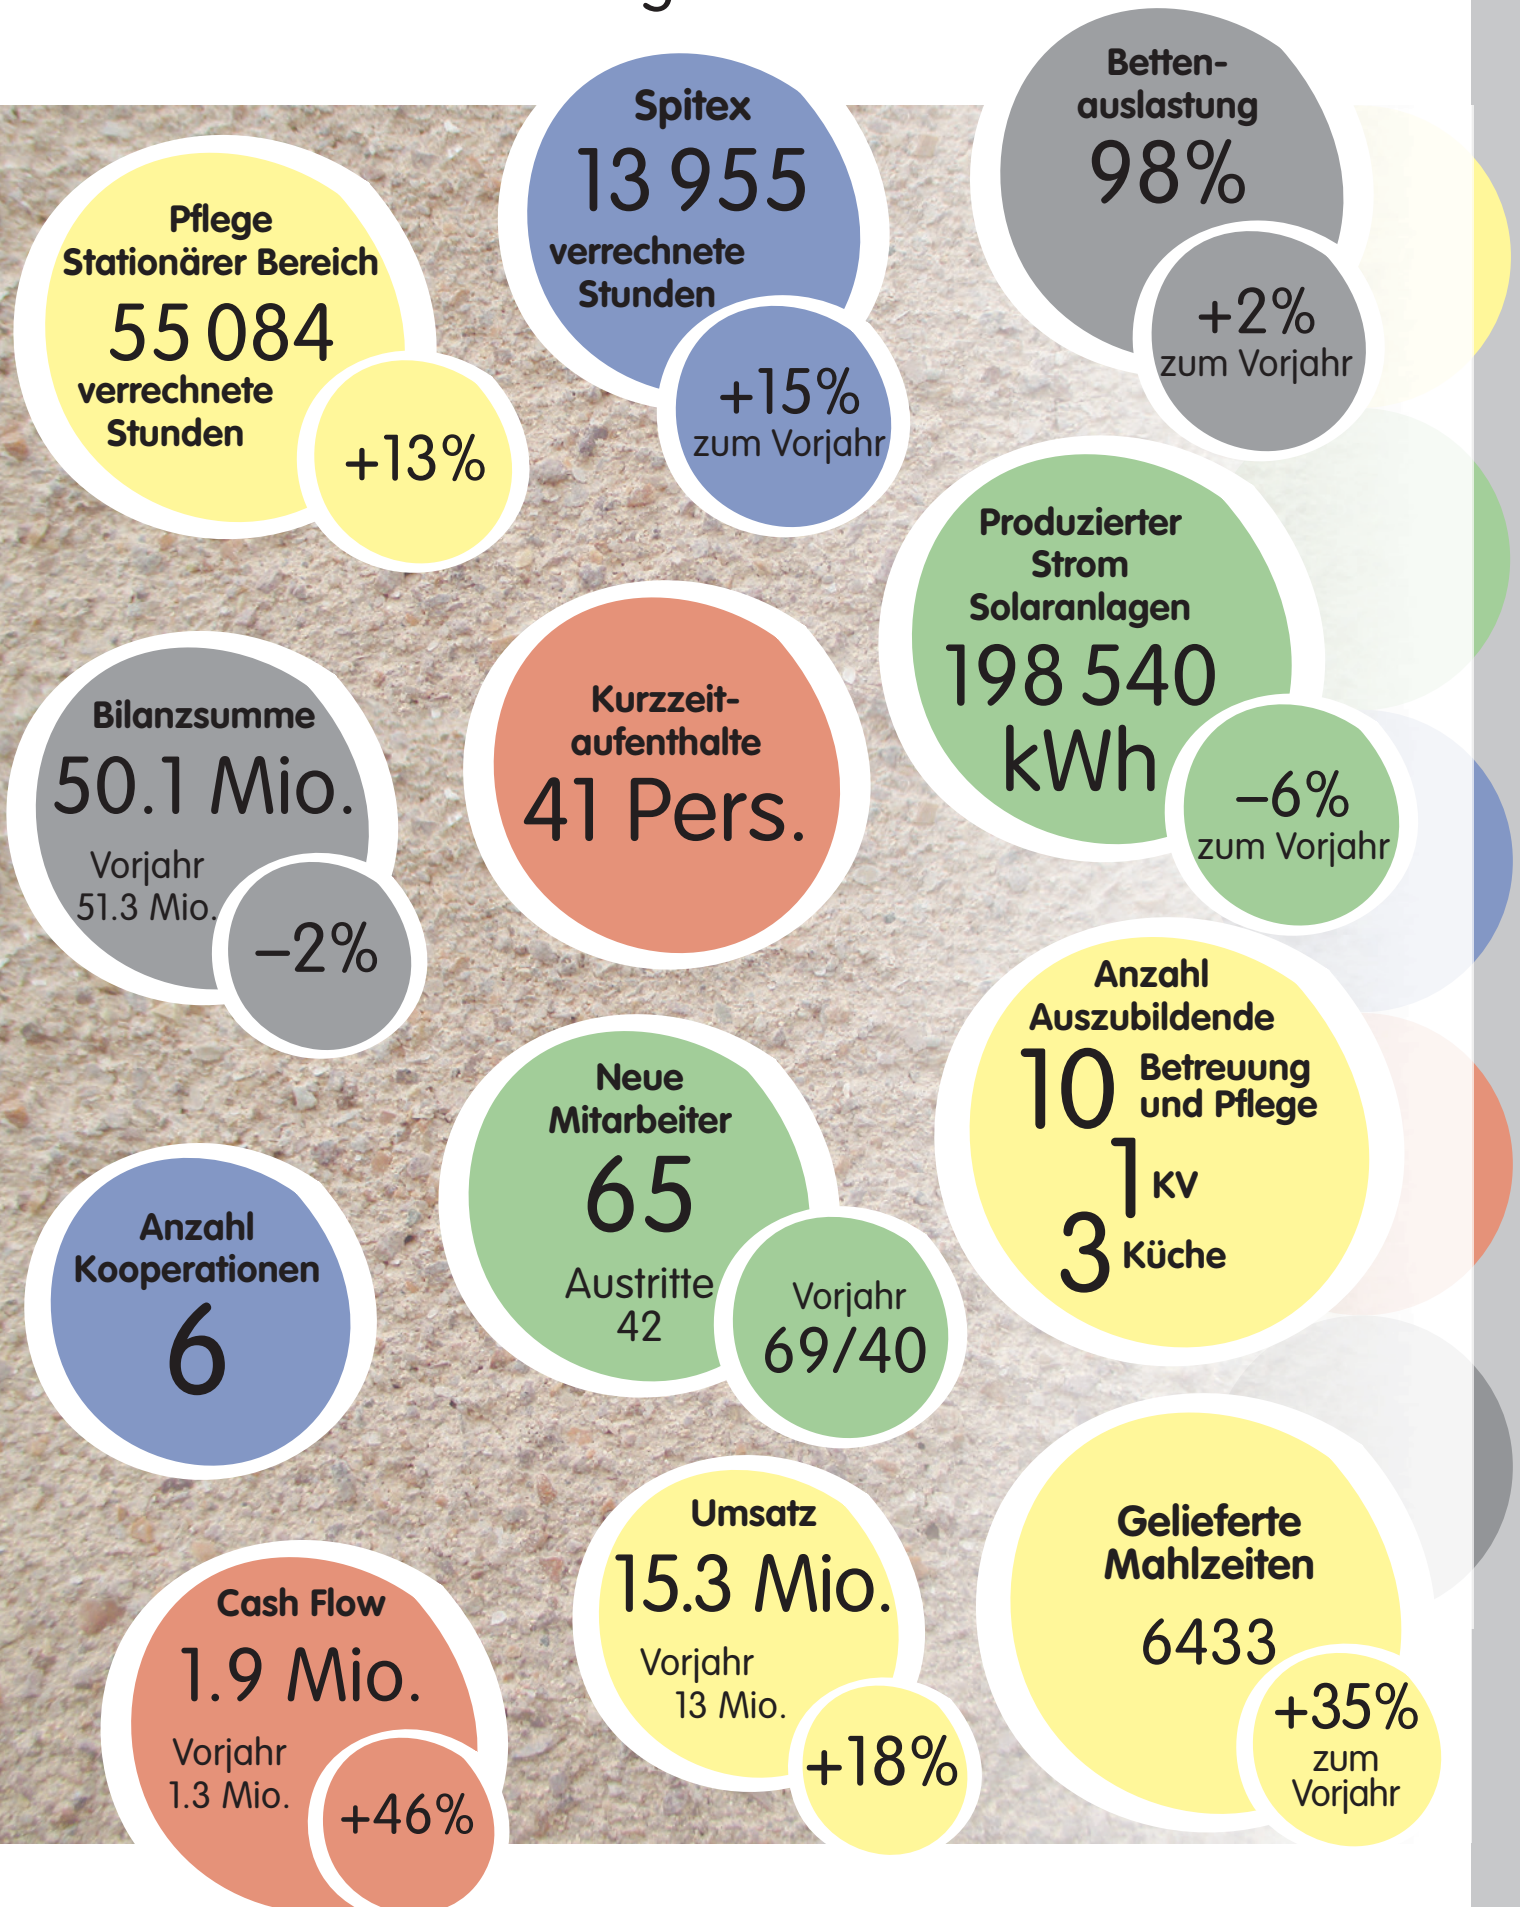 Spitex
13 955
verrechnete
Stunden
+15%
zum Vorjahr
Betten-
auslastung
98%
+2%
zum Vorjahr
Pflege
Stationärer Bereich
55 084
verrechnete
Stunden
+13%
Produzierter
Strom
Solaranlagen
198 540
kWh
–6%
zum Vorjahr
Bilanzsumme
50.1 Mio.
Vorjahr
51.3 Mio.
–2%
Kurzzeit-
aufenthalte
41 Pers.
Anzahl
Auszubildende
10 Betreuung
und Pflege
1 KV
3 Küche
Neue
Mitarbeiter
65
Austritte
42
Vorjahr
69/40
Anzahl
Kooperationen
6
Umsatz
15.3 Mio.
Vorjahr
13 Mio.
+18%
Gelieferte
Mahlzeiten
6433
+35%
zum
Vorjahr
Cash Flow
1.9 Mio.
Vorjahr
1.3 Mio.
+46%